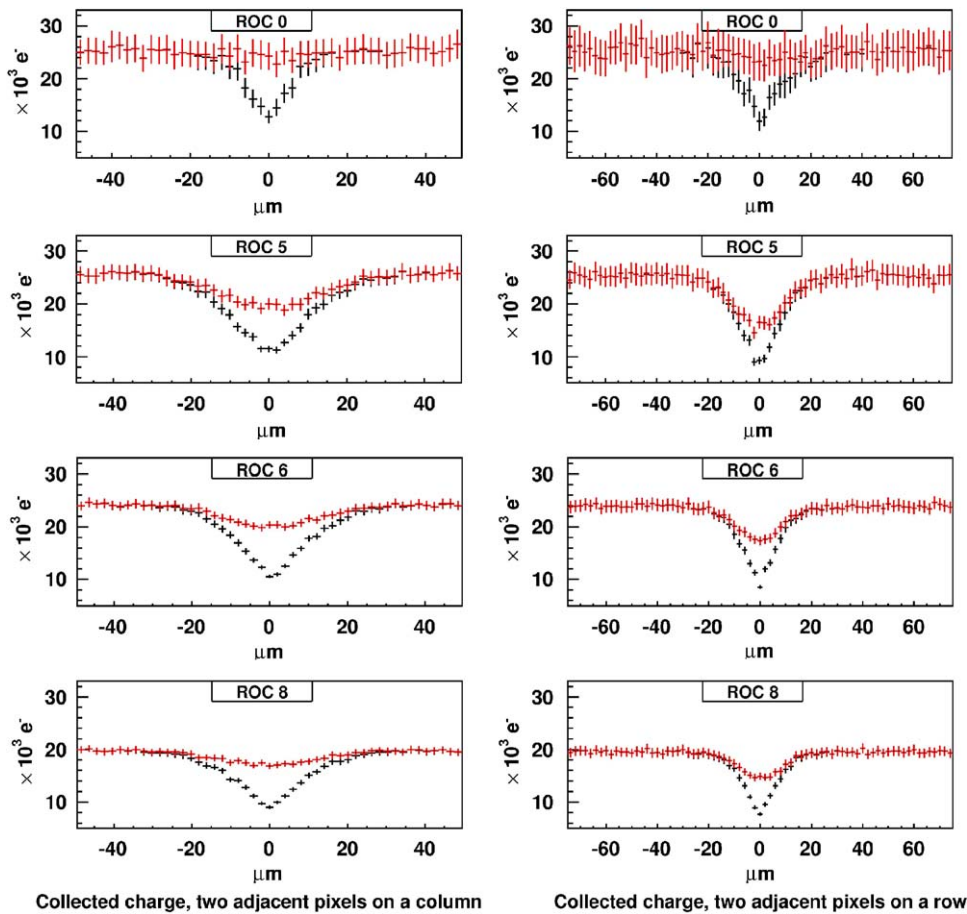 ROC 0
ROC 0
× 10³ e⁻
30
20
10
-40 -20 0 20 40
μm
× 10³ e⁻
30
20
10
-60 -40 -20 0 20 40 60
μm
ROC 5
ROC 5
× 10³ e⁻
30
20
10
-40 -20 0 20 40
μm
× 10³ e⁻
30
20
10
-60 -40 -20 0 20 40 60
μm
ROC 6
ROC 6
× 10³ e⁻
30
20
10
-40 -20 0 20 40
μm
× 10³ e⁻
30
20
10
-60 -40 -20 0 20 40 60
μm
ROC 8
ROC 8
× 10³ e⁻
30
20
10
-40 -20 0 20 40
μm
× 10³ e⁻
30
20
10
-60 -40 -20 0 20 40 60
μm
Collected charge, two adjacent pixels on a column
Collected charge, two adjacent pixels on a row